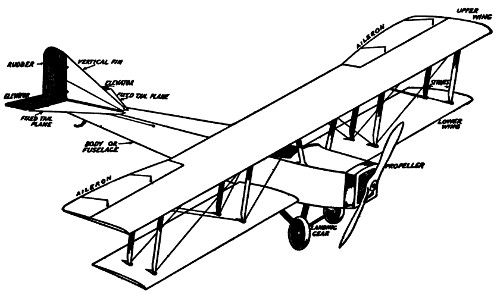 UPPER
WING
AILERON
RUDDER
VERTICAL FIN
ELEVATOR
FIXED TAIL PLANE
ELEVATOR
FIXED TAIL
PLANE
STRUTS
LOWER
WING
BODY OR
FUSELAGE
PROPELLER
AILERON
LANDING
GEAR